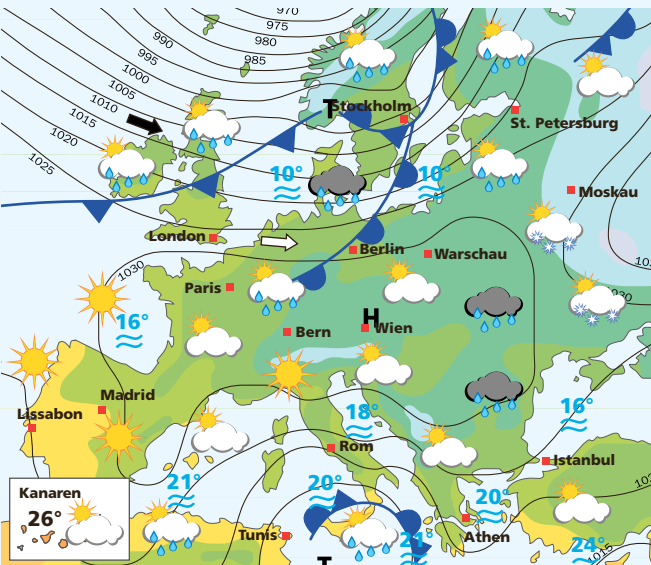 970
975
980
985
990
995
1000
1005
1010
1015
1020
1025
T
Stockholm
St. Petersburg
10°
10°
Moskau
London
Berlin
Warschau
1030
Paris
16°
H
Bern
Wien
Madrid
Lissabon
18°
16°
Rom
Istanbul
21°
20°
20°
Kanaren
26°
Tunis
21°
Athen
24°
1015
T